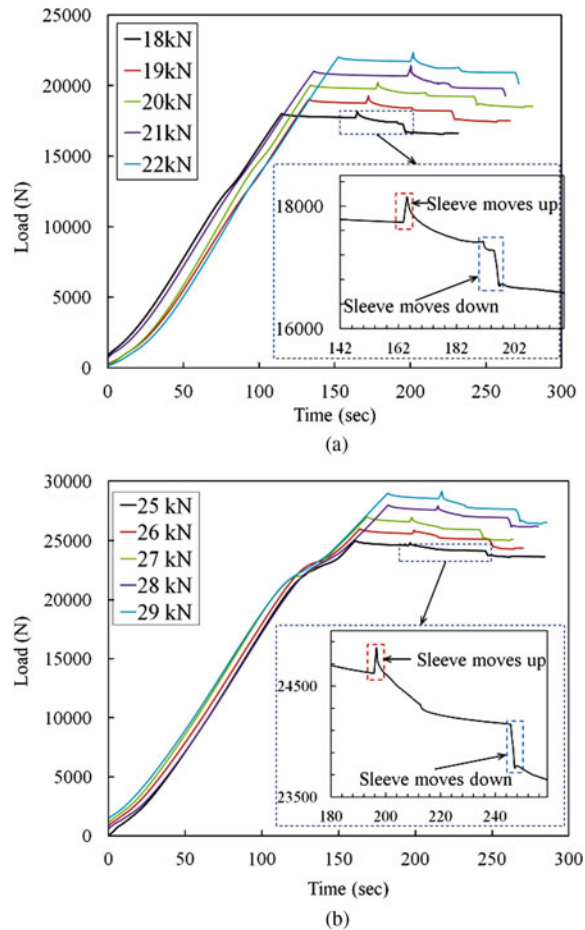 25000
20000
15000
10000
5000
0
Load (N)
18kN
19kN
20kN
21kN
22kN
18000
16000
Sleeve moves up
Sleeve moves down
142 162 182 202
0 50 100 150 200 250 300
Time (sec)
(a)
30000
25000
20000
15000
10000
5000
0
Load (N)
25 kN
26 kN
27 kN
28 kN
29 kN
24500
23500
Sleeve moves up
Sleeve moves down
180 200 220 240
0 50 100 150 200 250 300
Time (sec)
(b)